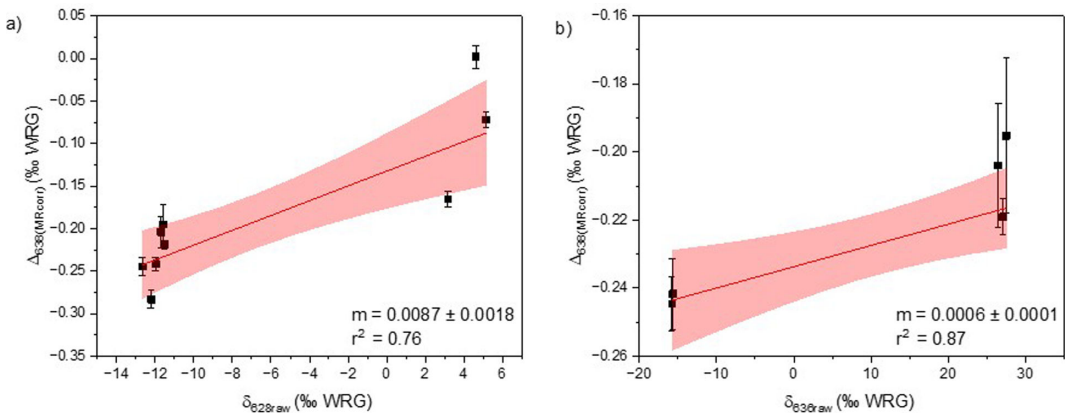 a)
Δ638(MRcorr) (‰ WRG)
0.05
0.00
−0.05
−0.10
−0.15
−0.20
−0.25
−0.30
−0.35
m = 0.0087 ± 0.0018
r² = 0.76
−14 −12 −10 −8 −6 −4 −2 0 2 4 6
δ628raw (‰ WRG)
b)
Δ638(MRcorr) (‰ WRG)
−0.16
−0.18
−0.20
−0.22
−0.24
−0.26
m = 0.0006 ± 0.0001
r² = 0.87
−20 −10 0 10 20 30
δ636raw (‰ WRG)